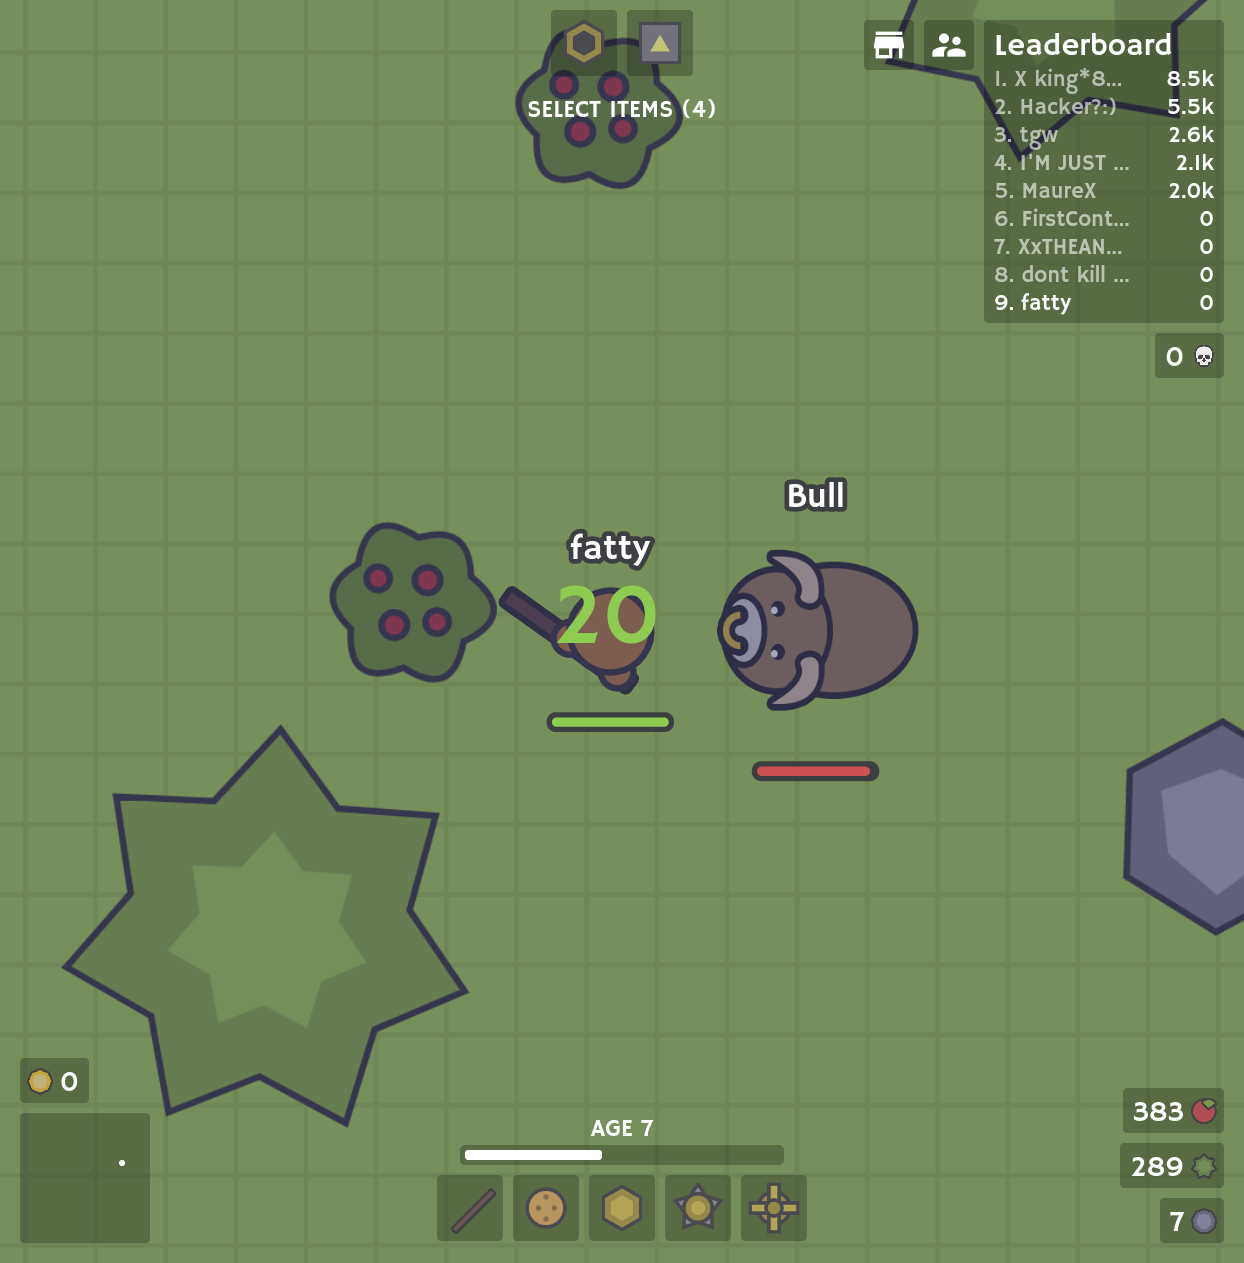 SELECT ITEMS (4)
Leaderboard
1. X king*8... 8.5k
2. Hacker?:) 5.5k
3. tgw 2.6k
4. I'M JUST ... 2.1k
5. MaureX 2.0k
6. FirstCont... 0
7. XxTHEAN... 0
8. dont kill ... 0
9. fatty 0
0
Bull
fatty
20
0
AGE 7
383
289
7